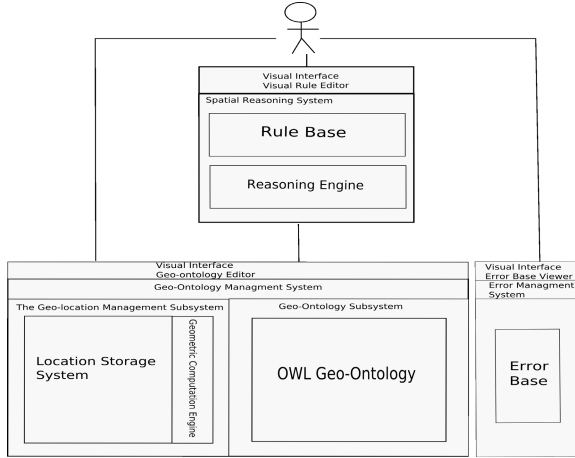 Visual Interface
Visual Rule Editor
Spatial Reasoning System
Rule Base
Reasoning Engine
Visual Interface
Geo-ontology Editor
Geo-Ontology Managment System
The Geo-location Management Subsystem
Location Storage
System
Geometric Computation Engine
Geo-Ontology Subsystem
OWL Geo-Ontology
Visual Interface
Error Base Viewer
Error Managment
System
Error
Base